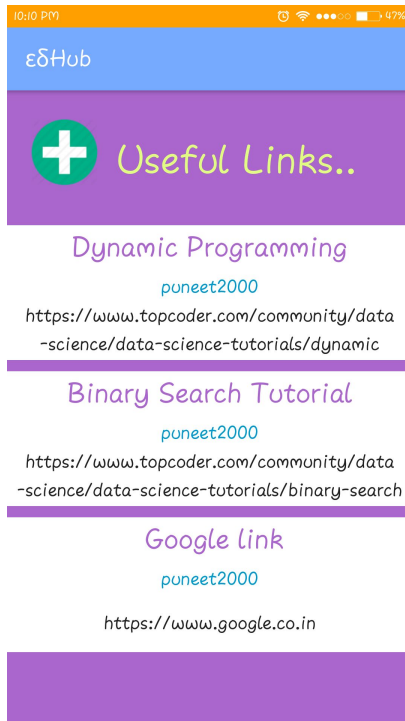 10:10 PM 47%
εδHub
Useful Links..
Dynamic Programming
puneet2000
https://www.topcoder.com/community/data
-science/data-science-tutorials/dynamic
Binary Search Tutorial
puneet2000
https://www.topcoder.com/community/data
-science/data-science-tutorials/binary-search
Google link
puneet2000
https://www.google.co.in